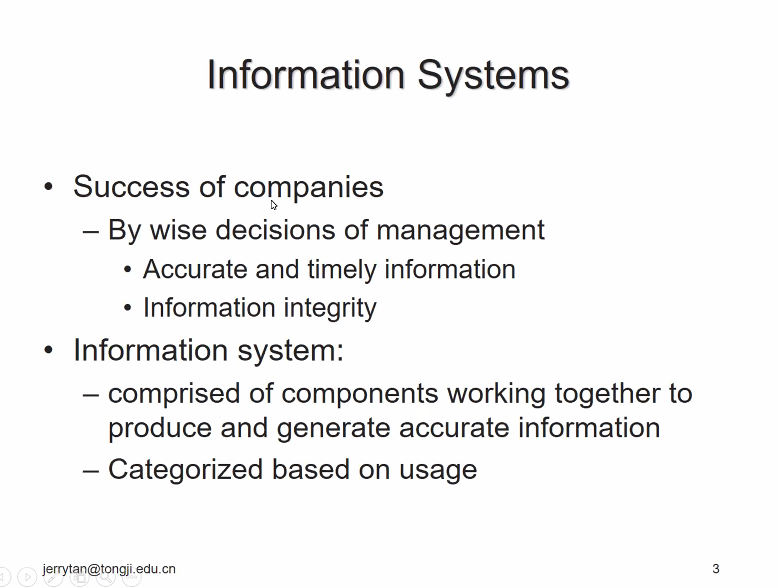 Information Systems
• Success of companies
– By wise decisions of management
• Accurate and timely information
• Information integrity
• Information system:
– comprised of components working together to
produce and generate accurate information
– Categorized based on usage
jerrytan@tongji.edu.cn 3